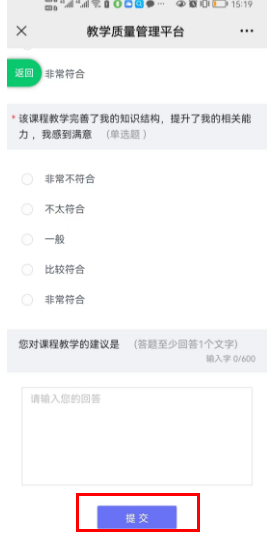 15:19
教学质量管理平台
返回 非常符合
* 该课程教学完善了我的知识结构，提升了我的相关能
力，我感到满意 （单选题）
非常不符合
不太符合
一般
比较符合
非常符合
您对课程教学的建议是 （答题至少回答1个文字）
输入字 0/600
请输入您的回答
提交